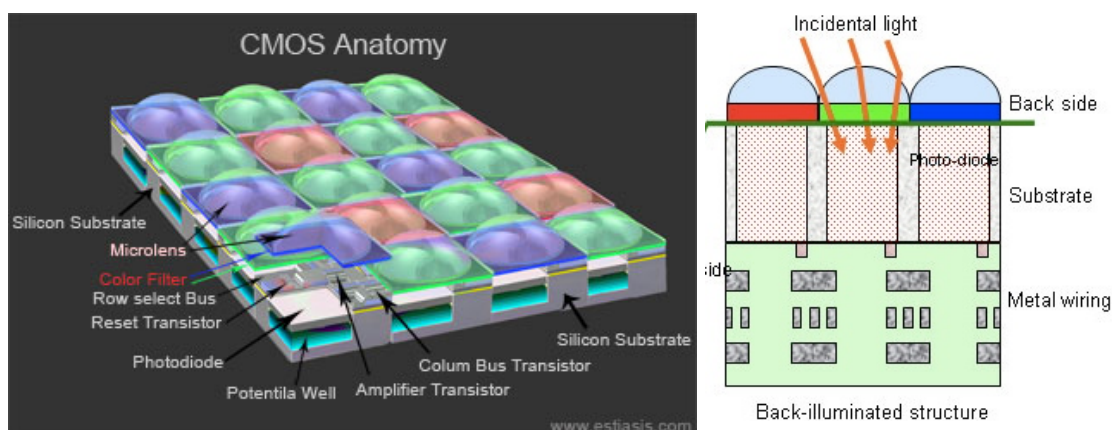 CMOS Anatomy
Silicon Substrate
Microlens
Color Filter
Row select Bus
Reset Transistor
Photodiode
Potentila Well
Amplifier Transistor
Colum Bus Transistor
Silicon Substrate
www.estiasis.com
Incidental light
Back side
Photo-diode
Substrate
side
Metal wiring
Back-illuminated structure